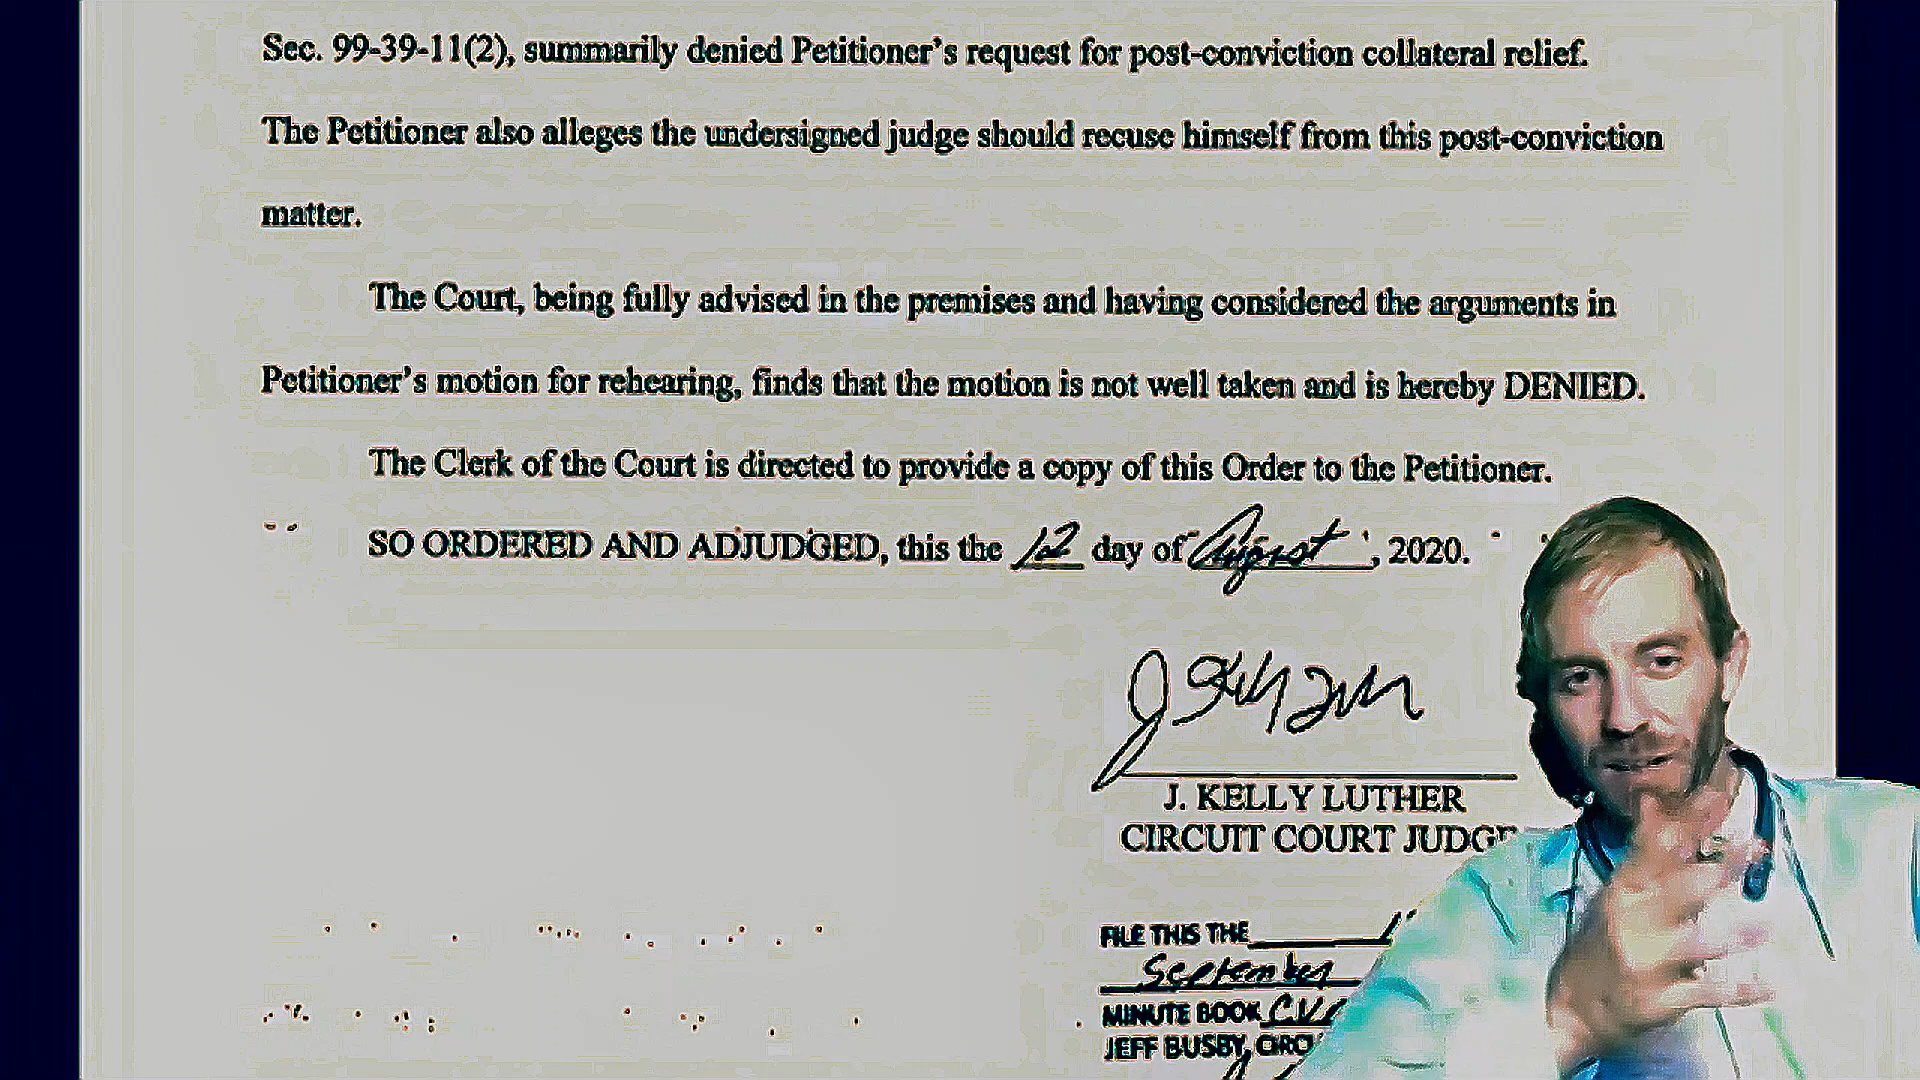 Sec. 99-39-11(2), summarily denied Petitioner's request for post-conviction collateral relief.
The Petitioner also alleges the undersigned judge should recuse himself from this post-conviction
matter.
The Court, being fully advised in the premises and having considered the arguments in
Petitioner's motion for rehearing, finds that the motion is not well taken and is hereby DENIED.
The Clerk of the Court is directed to provide a copy of this Order to the Petitioner.
SO ORDERED AND ADJUDGED, this the 12 day of August, 2020.
J. KELLY LUTHER
CIRCUIT COURT JUDGE
FILE THIS THE
September
MINUTE BOOK
JEFF BUSBY,